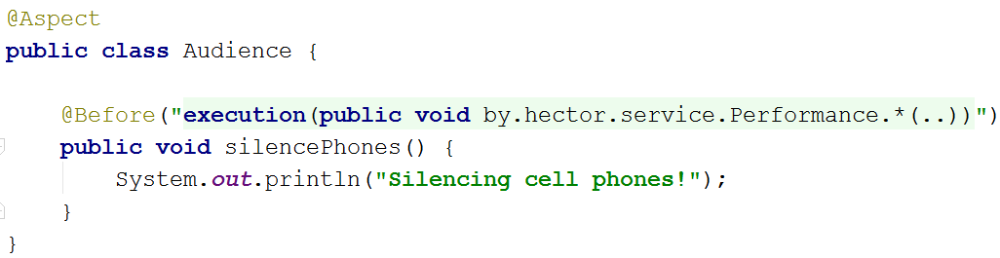 @Aspect
public class Audience {
@Before("execution(public void by.hector.service.Performance.*(..))")
public void silencePhones() {
System.out.println("Silencing cell phones!");
}
}